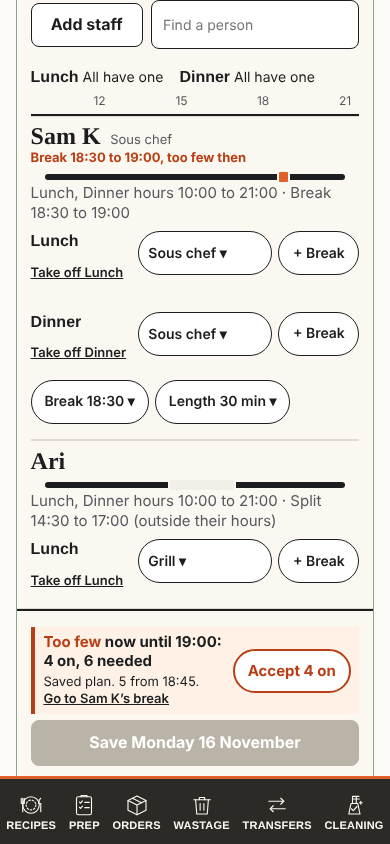 Add staff
Find a person
Lunch All have one Dinner All have one
12 15 18 21
Sam K Sous chef
Break 18:30 to 19:00, too few then
Lunch, Dinner hours 10:00 to 21:00 · Break
18:30 to 19:00
Lunch
Sous chef ▾
+ Break
Take off Lunch
Dinner
Sous chef ▾
+ Break
Take off Dinner
Break 18:30 ▾
Length 30 min ▾
Ari
Lunch, Dinner hours 10:00 to 21:00 · Split
14:30 to 17:00 (outside their hours)
Lunch
Grill ▾
+ Break
Take off Lunch
Too few now until 19:00:
4 on, 6 needed
Saved plan. 5 from 18:45.
Go to Sam K’s break
Accept 4 on
Save Monday 16 November
RECIPES PREP ORDERS WASTAGE TRANSFERS CLEANING